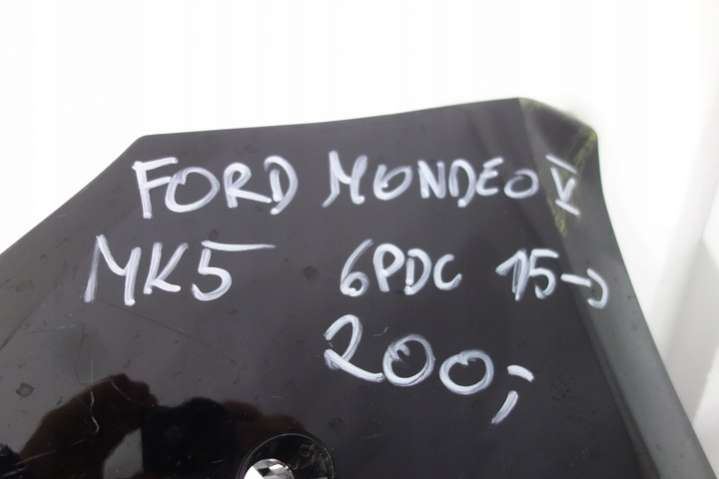 FORD MONDEO V
MK5 6PDC 15->
200,-